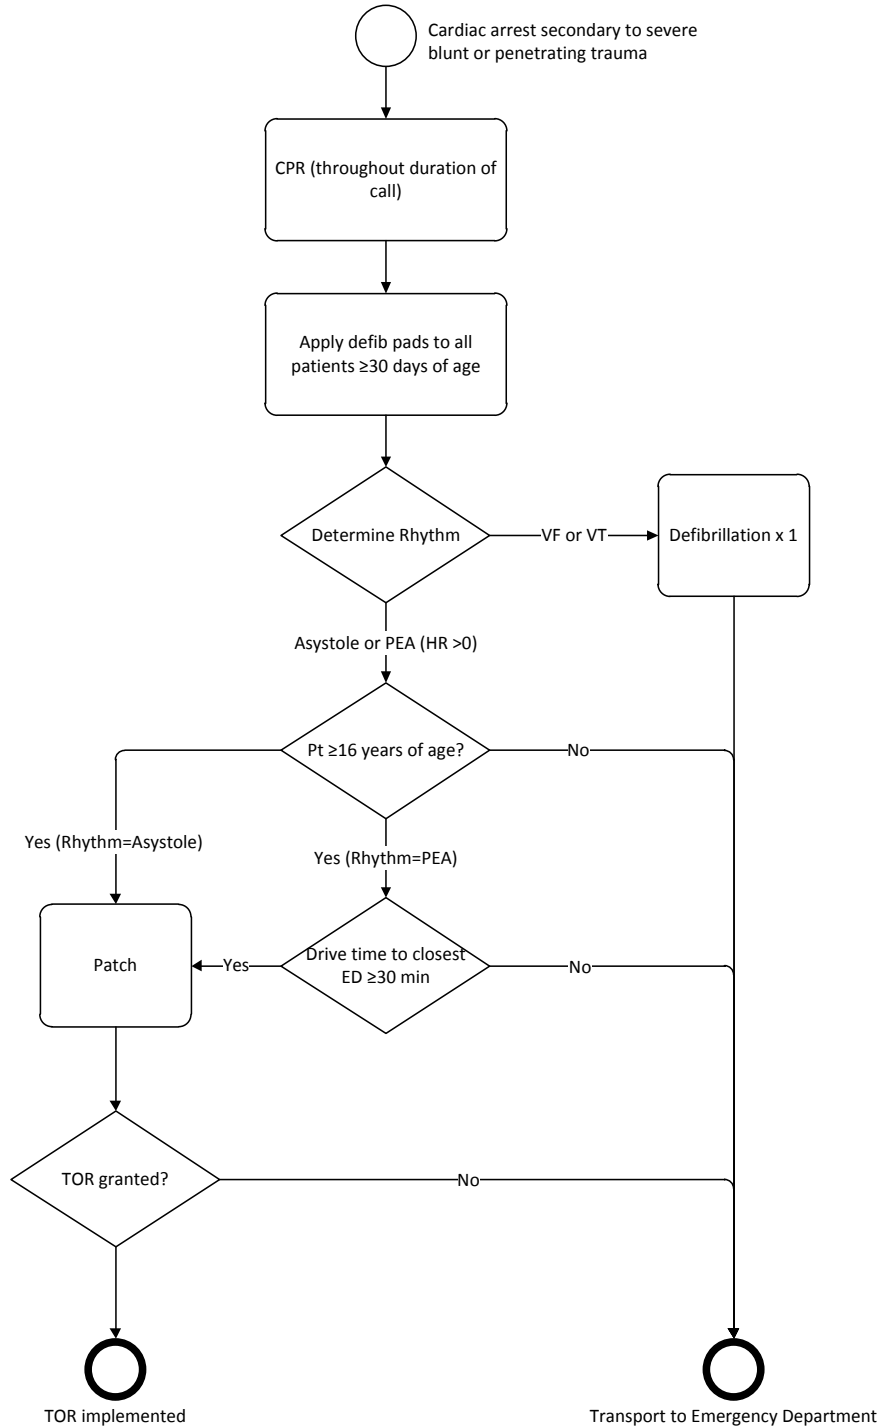 Cardiac arrest secondary to severe
blunt or penetrating trauma
CPR (throughout duration of
call)
Apply defib pads to all
patients ≥30 days of age
Determine Rhythm
VF or VT
Defibrillation x 1
Asystole or PEA (HR >0)
Pt ≥16 years of age?
No
Yes (Rhythm=Asystole)
Yes (Rhythm=PEA)
Patch
Yes
Drive time to closest
ED ≥30 min
No
TOR granted?
No
TOR implemented
Transport to Emergency Department